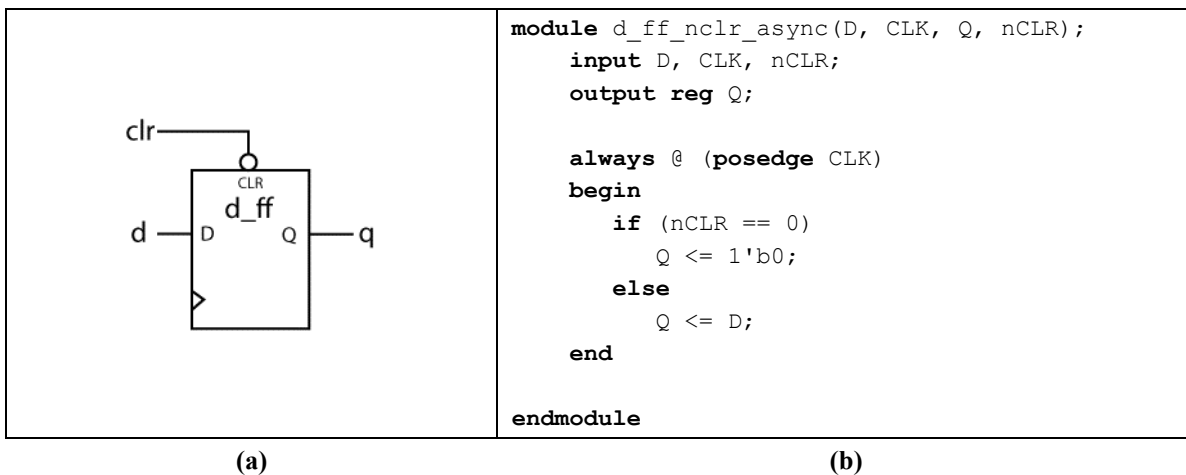 clr
CLR
d_ff
d D Q q
module d_ff_nclr_async(D, CLK, Q, nCLR);
input D, CLK, nCLR;
output reg Q;
always @ (posedge CLK)
begin
if (nCLR == 0)
Q <= 1'b0;
else
Q <= D;
end
endmodule
(a) (b)